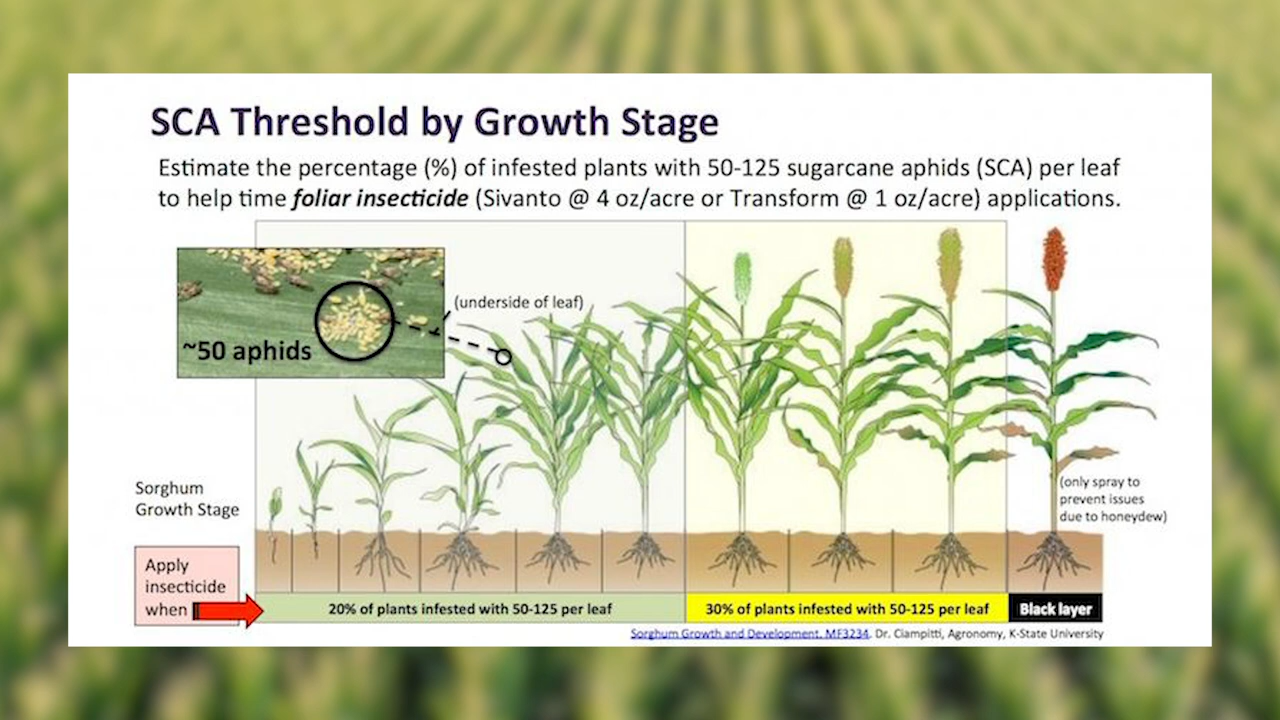 SCA Threshold by Growth Stage
Estimate the percentage (%) of infested plants with 50-125 sugarcane aphids (SCA) per leaf
to help time foliar insecticide (Sivanto @ 4 oz/acre or Transform @ 1 oz/acre) applications.
(underside of leaf)
~50 aphids
Sorghum
Growth Stage
(only spray to
prevent issues
due to honeydew)
Apply
insecticide
when
20% of plants infested with 50-125 per leaf
30% of plants infested with 50-125 per leaf
Black layer
Sorghum Growth and Development, MF3234. Dr. Ciampitti, Agronomy, K-State University